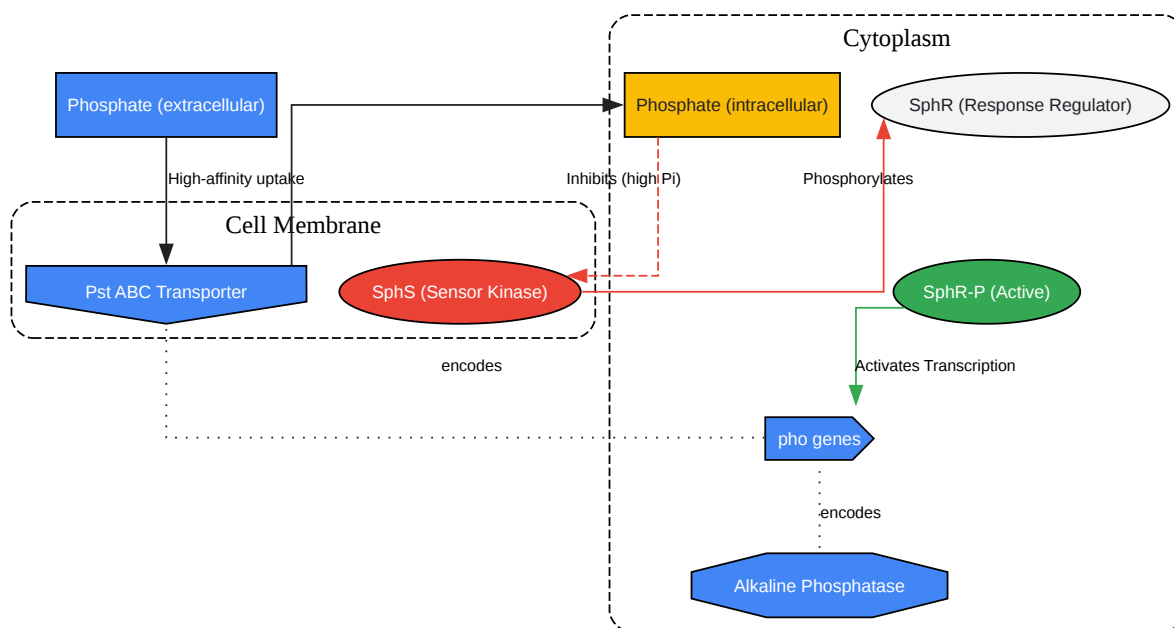 Cytoplasm
Phosphate (extracellular)
Phosphate (intracellular)
SphR (Response Regulator)
High-affinity uptake
Inhibits (high Pi)
Phosphorylates
Cell Membrane
Pst ABC Transporter
SphS (Sensor Kinase)
SphR-P (Active)
encodes
Activates Transcription
pho genes
encodes
Alkaline Phosphatase